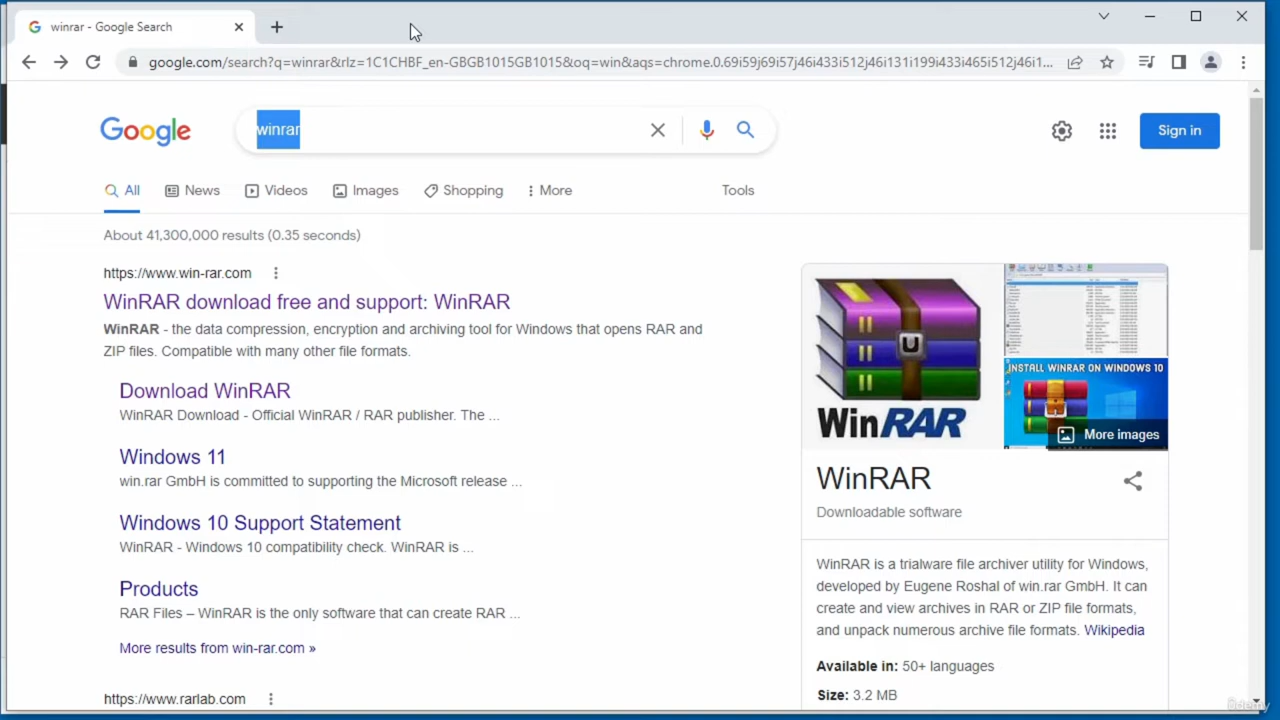 winrar - Google Search
google.com/search?q=winrar&rlz=1C1CHBF_en-GBGB1015GB1015&oq=win&aqs=chrome.0.69i59j69i57j46i433i512j46i131i199i433i465i512j46i1...
Google
winrar
Sign in
All
News
Videos
Images
Shopping
More
Tools
About 41,300,000 results (0.35 seconds)
https://www.win-rar.com
WinRAR download free and support: WinRAR
WinRAR - the data compression, encryption and archiving tool for Windows that opens RAR and
ZIP files. Compatible with many other file formats.
Download WinRAR
WinRAR Download - Official WinRAR / RAR publisher. The ...
Windows 11
win.rar GmbH is committed to supporting the Microsoft release ...
Windows 10 Support Statement
WinRAR - Windows 10 compatibility check. WinRAR is ...
Products
RAR Files – WinRAR is the only software that can create RAR ...
More results from win-rar.com »
https://www.rarlab.com
WinRAR
INSTALL WINRAR ON WINDOWS 10
More images
WinRAR
Downloadable software
WinRAR is a trialware file archiver utility for Windows,
developed by Eugene Roshal of win.rar GmbH. It can
create and view archives in RAR or ZIP file formats,
and unpack numerous archive file formats. Wikipedia
Available in: 50+ languages
Size: 3.2 MB
Udemy